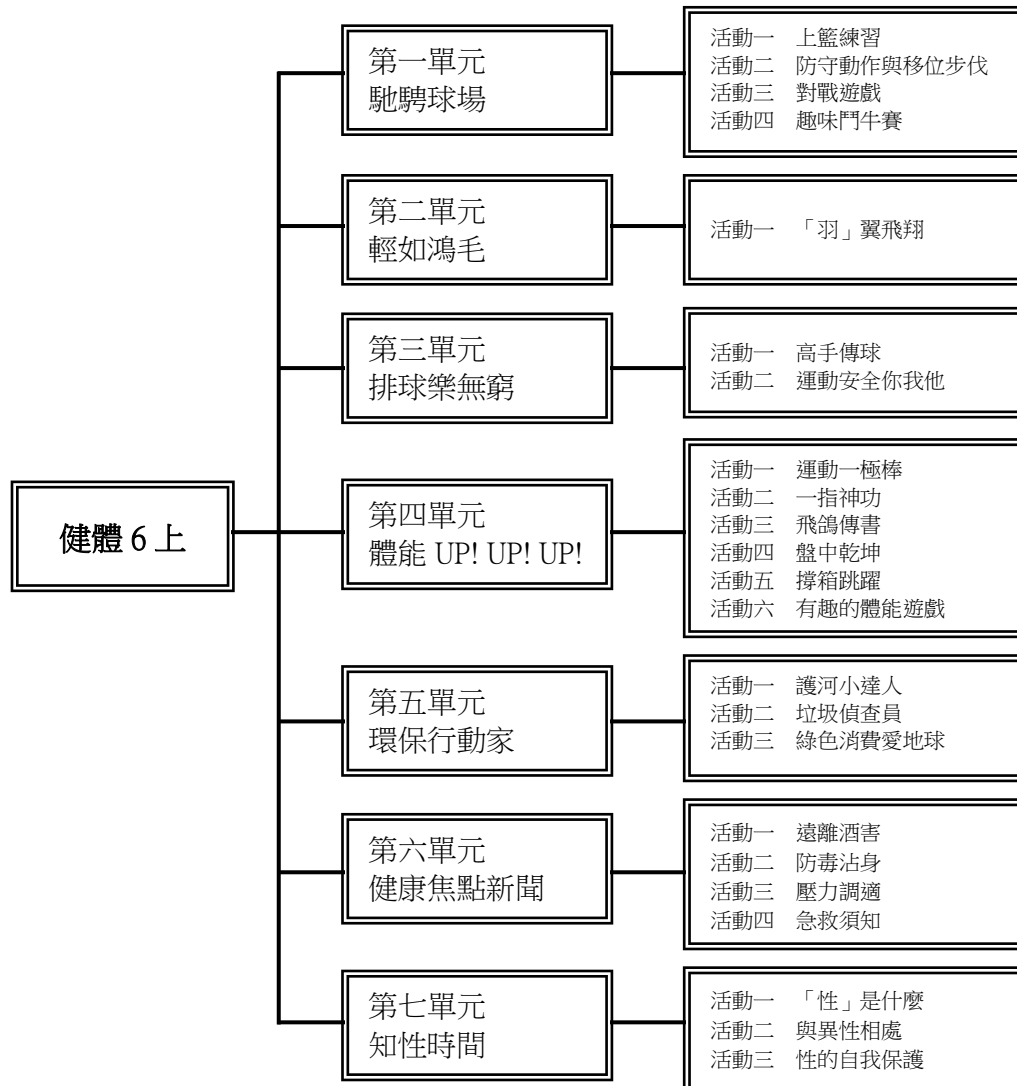 健體 6 上
第一單元
馳騁球場
活動一　上籃練習
活動二　防守動作與移位步伐
活動三　對戰遊戲
活動四　趣味鬥牛賽
第二單元
輕如鴻毛
活動一　「羽」翼飛翔
第三單元
排球樂無窮
活動一　高手傳球
活動二　運動安全你我他
第四單元
體能 UP! UP! UP!
活動一　運動一極棒
活動二　一指神功
活動三　飛鴿傳書
活動四　盤中乾坤
活動五　撐箱跳躍
活動六　有趣的體能遊戲
第五單元
環保行動家
活動一　護河小達人
活動二　垃圾偵查員
活動三　綠色消費愛地球
第六單元
健康焦點新聞
活動一　遠離酒害
活動二　防毒沾身
活動三　壓力調適
活動四　急救須知
第七單元
知性時間
活動一　「性」是什麼
活動二　與異性相處
活動三　性的自我保護